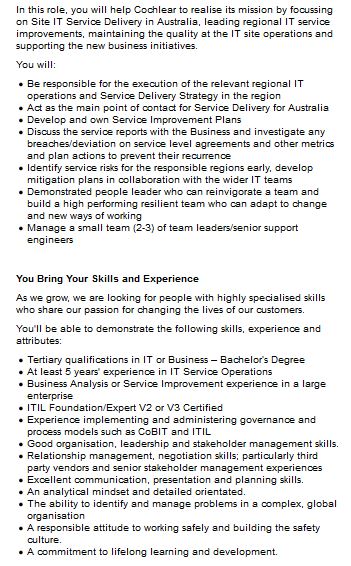 In this role, you will help Cochlear to realise its mission by focussing
on Site IT Service Delivery in Australia, leading regional IT service
improvements, maintaining the quality at the IT site operations and
supporting the new business initiatives.
You will:
• Be responsible for the execution of the relevant regional IT
operations and Service Delivery Strategy in the region
• Act as the main point of contact for Service Delivery for Australia
• Develop and own Service Improvement Plans
• Discuss the service reports with the Business and investigate any
breaches/deviation on service level agreements and other metrics
and plan actions to prevent their recurrence
• Identify service risks for the responsible regions early, develop
mitigation plans in collaboration with the wider IT teams
• Demonstrated people leader who can reinvigorate a team and
build a high performing resilient team who can adapt to change
and new ways of working
• Manage a small team (2-3) of team leaders/senior support
engineers
You Bring Your Skills and Experience
As we grow, we are looking for people with highly specialised skills
who share our passion for changing the lives of our customers.
You'll be able to demonstrate the following skills, experience and
attributes:
• Tertiary qualifications in IT or Business – Bachelor's Degree
• At least 5 years' experience in IT Service Operations
• Business Analysis or Service Improvement experience in a large
enterprise
• ITIL Foundation/Expert V2 or V3 Certified
• Experience implementing and administering governance and
process models such as CoBIT and ITIL
• Good organisation, leadership and stakeholder management skills.
• Relationship management, negotiation skills; particularly third
party vendors and senior stakeholder management experiences
• Excellent communication, presentation and planning skills.
• An analytical mindset and detailed orientated.
• The ability to identify and manage problems in a complex, global
organisation
• A responsible attitude to working safely and building the safety
culture.
• A commitment to lifelong learning and development.